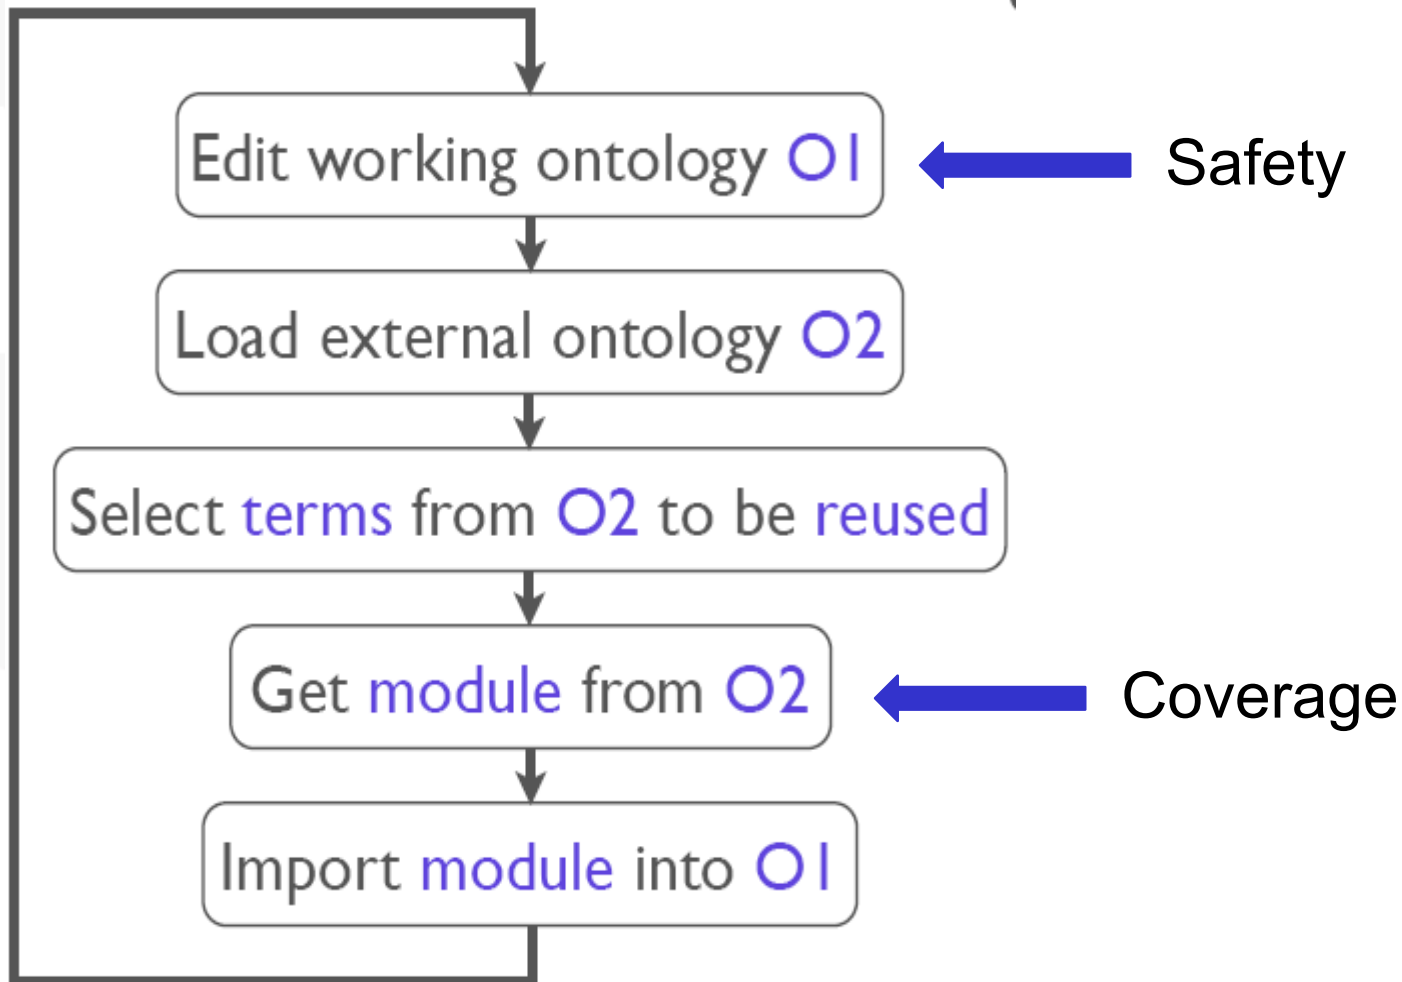 Edit working ontology O1
Safety
Load external ontology O2
Select terms from O2 to be reused
Get module from O2
Coverage
Import module into O1